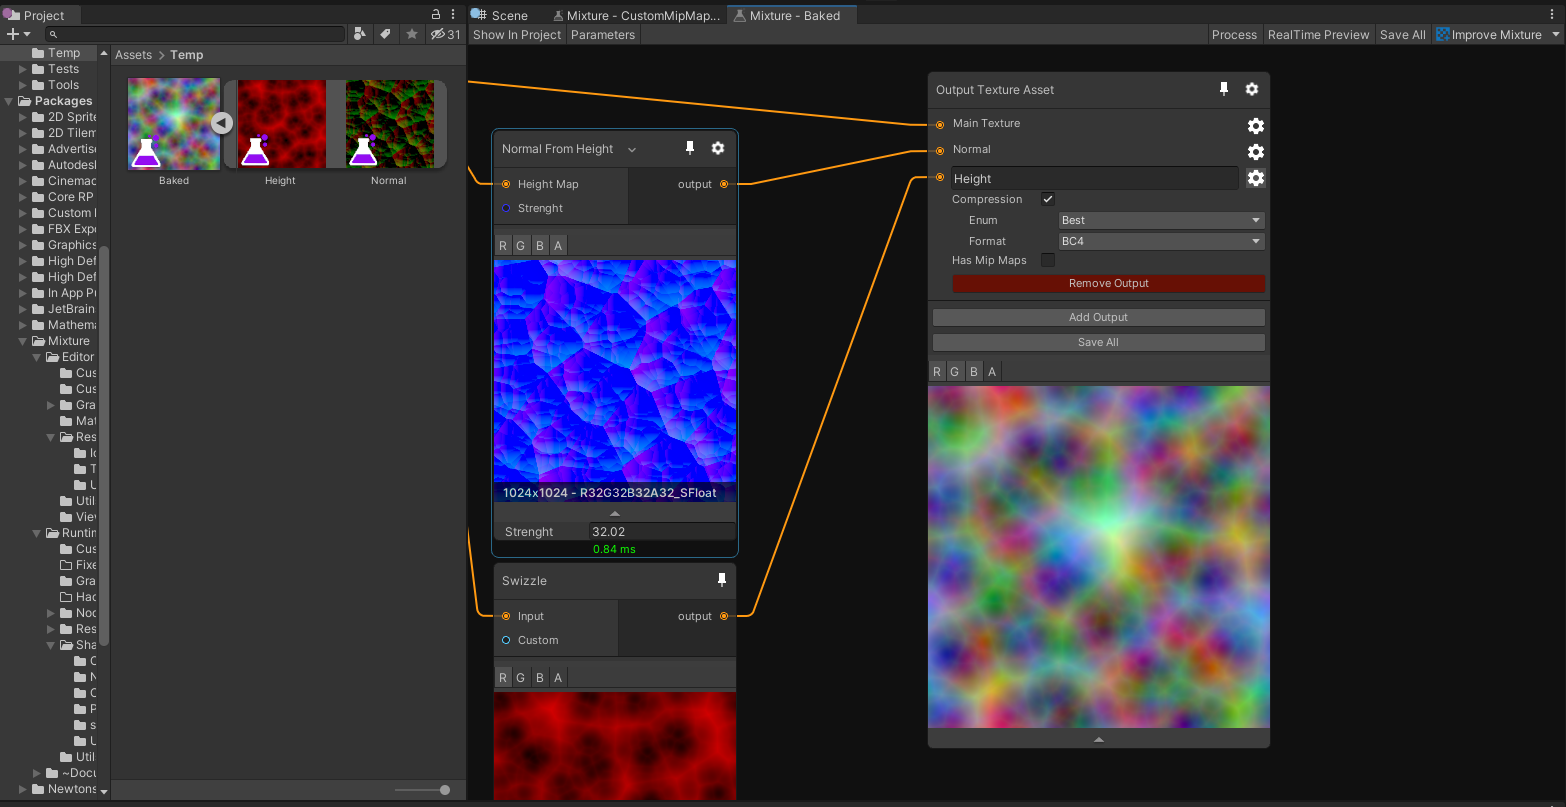 Project
31
Assets > Temp
Temp
Tests
Tools
Packages
2D Sprite
2D Tilem
Advertise
Autodesl
Cinemac
Core RP
Custom I
FBX Expo
Graphics
High Def
High Def
In App Pu
JetBrain
Mathema
Mixture
Editor
Cus
Cus
Gra
Mat
Res
Ic
T
U
Util
View
Runtin
Cus
Fixe
Gra
Hac
Noc
Res
Sha
C
N
C
P
s
U
Util
~Docu
Newtons
Baked
Height
Normal
Scene
Mixture - CustomMipMap...
Mixture - Baked
Show In Project
Parameters
Process
RealTime Preview
Save All
Improve Mixture
Normal From Height
Height Map
output
Strenght
R G B A
1024x1024 - R32G32B32A32_SFloat
Strenght 32.02
0.84 ms
Swizzle
Input
output
Custom
R G B A
Output Texture Asset
Main Texture
Normal
Height
Compression
Enum Best
Format BC4
Has Mip Maps
Remove Output
Add Output
Save All
R G B A